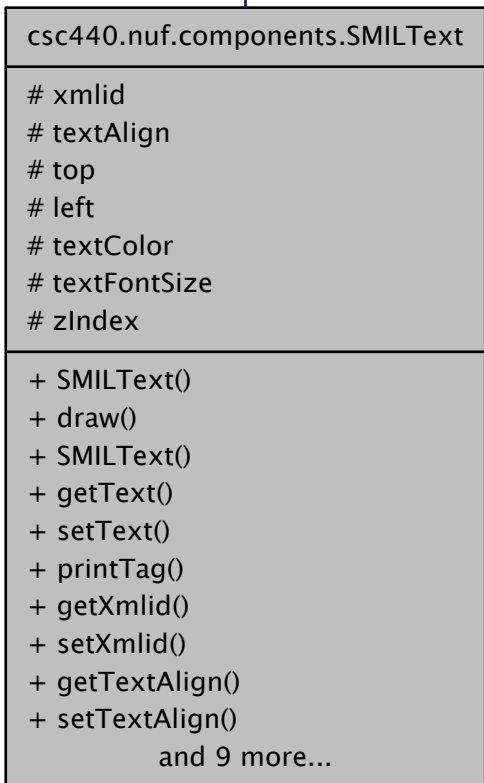 csc440.nuf.components.SMILText
# xmlid
# textAlign
# top
# left
# textColor
# textFontSize
# zIndex
+ SMILText()
+ draw()
+ SMILText()
+ getText()
+ setText()
+ printTag()
+ getXmlid()
+ setXmlid()
+ getTextAlign()
+ setTextAlign()
and 9 more...